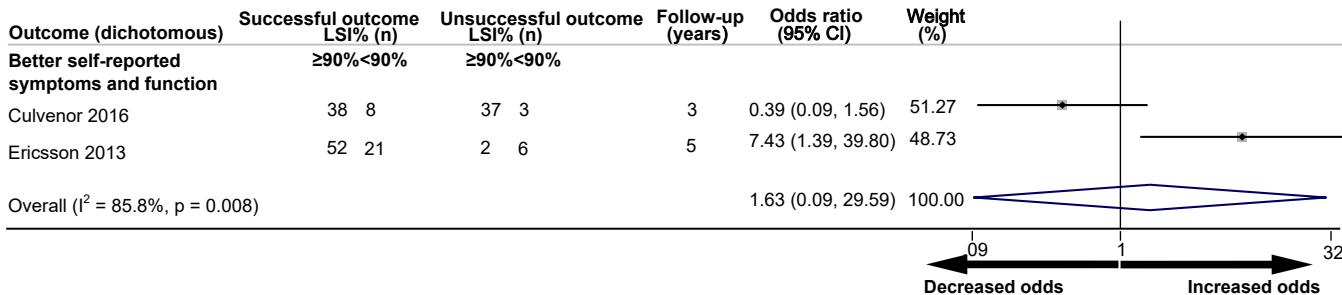 Outcome (dichotomous) Successful outcome LSI% (n) Unsuccessful outcome LSI% (n) Follow-up (years) Odds ratio (95% CI) Weight (%)
Better self-reported symptoms and function ≥90%<90% ≥90%<90%
Culvenor 2016 38 8 37 3 3 0.39 (0.09, 1.56) 51.27
Ericsson 2013 52 21 2 6 5 7.43 (1.39, 39.80) 48.73
Overall (I² = 85.8%, p = 0.008) 1.63 (0.09, 29.59) 100.00
09 1 32
Decreased odds Increased odds